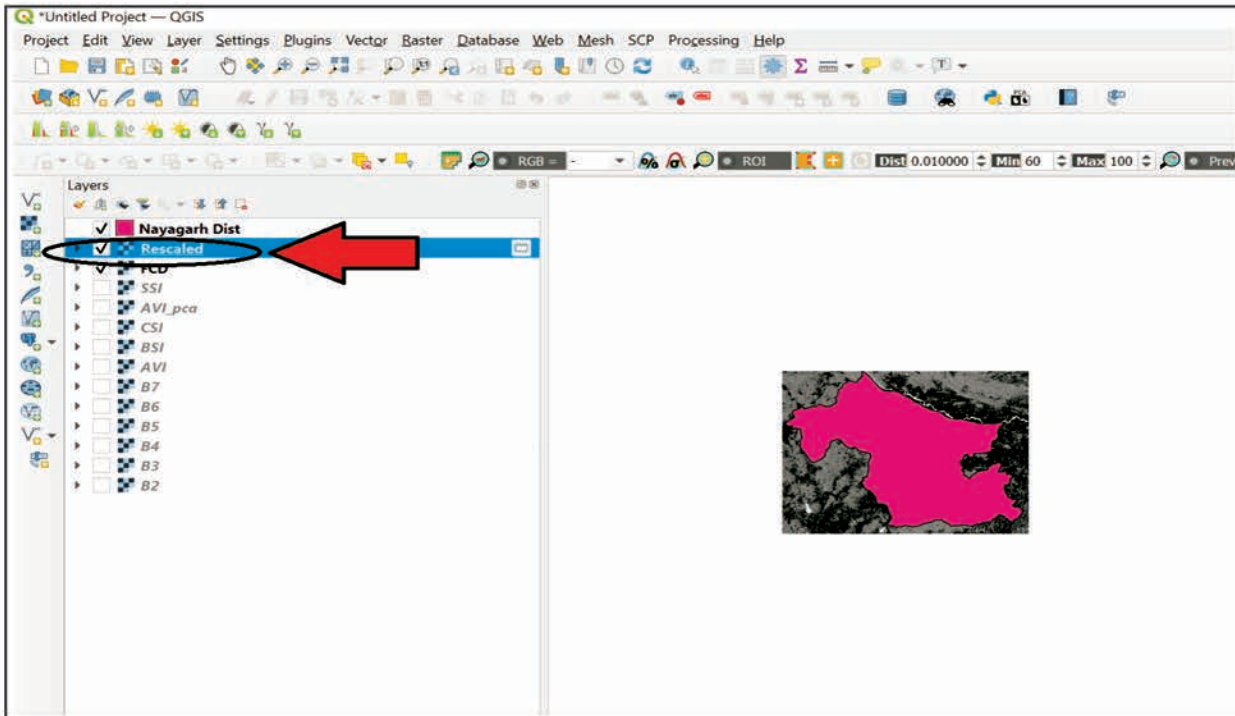 *Untitled Project — QGIS
Project Edit View Layer Settings Plugins Vector Raster Database Web Mesh SCP Processing Help
RGB = - ROI Dist 0.010000 Min 60 Max 100 Prev
Layers
Nayagarh Dist
Rescaled
FCD
SSI
AVI_pca
CSI
BSI
AVI
B7
B6
B5
B4
B3
B2